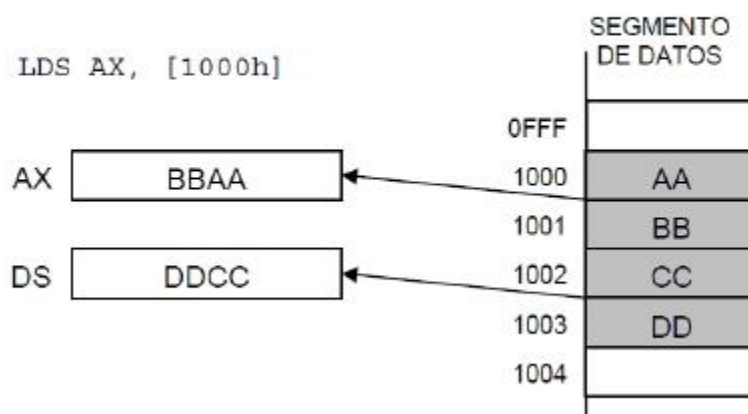 SEGMENTO
DE DATOS
LDS AX, [1000h]
0FFF
AX BBAA 1000 AA
1001 BB
DS DDCC 1002 CC
1003 DD
1004